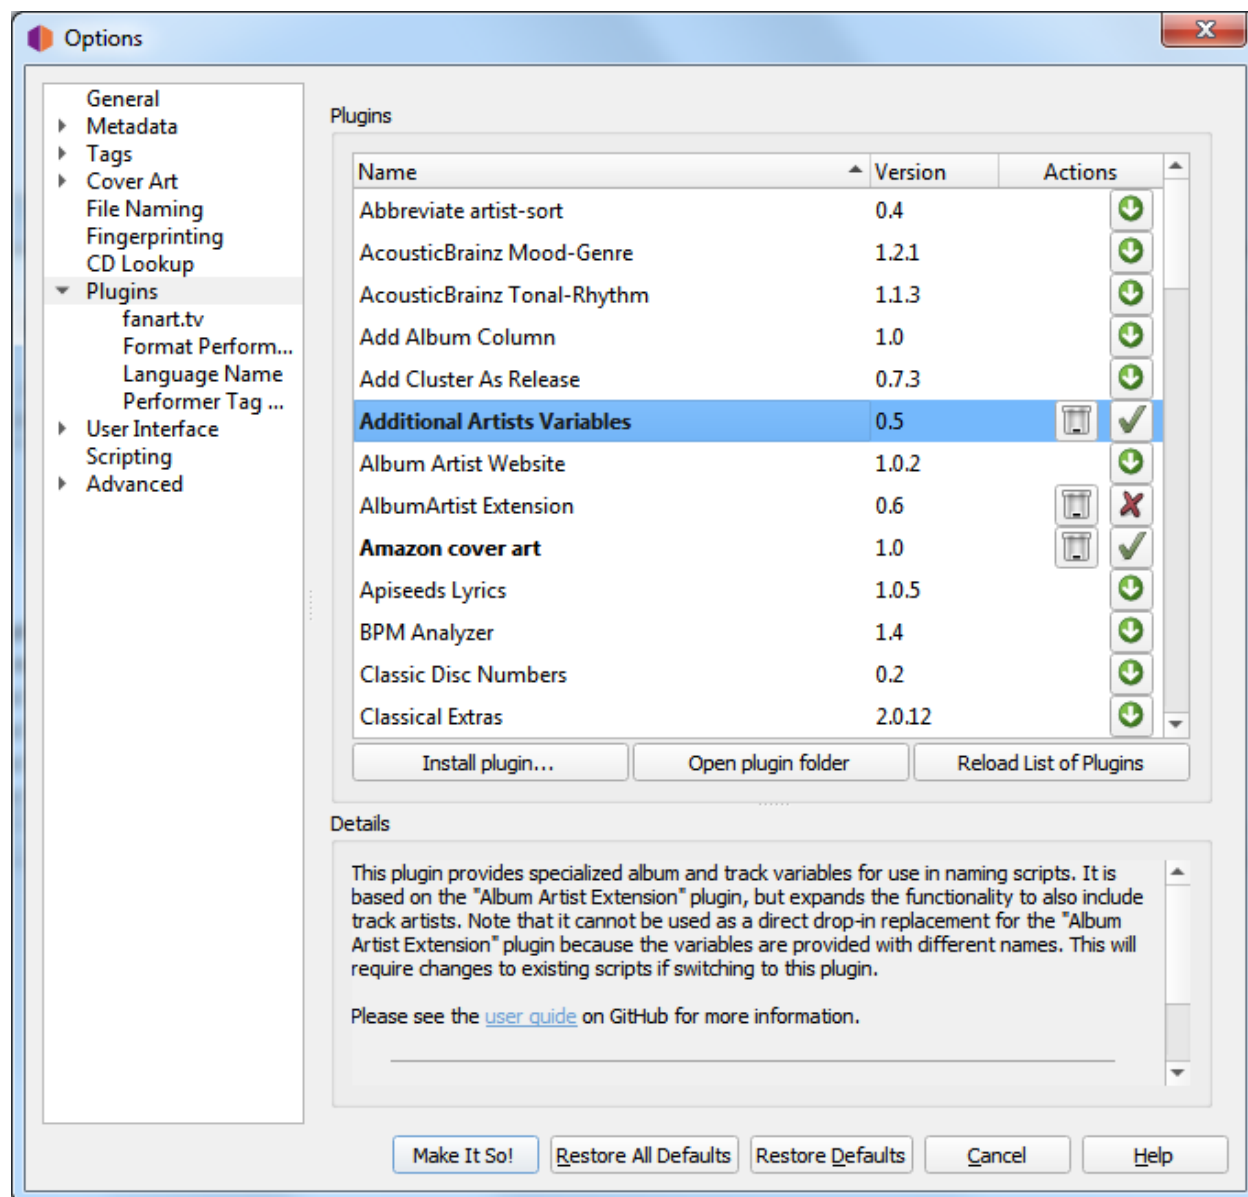 Options
General
Metadata
Tags
Cover Art
File Naming
Fingerprinting
CD Lookup
Plugins
fanart.tv
Format Perform...
Language Name
Performer Tag ...
User Interface
Scripting
Advanced
Plugins
Name Version Actions
Abbreviate artist-sort 0.4
AcousticBrainz Mood-Genre 1.2.1
AcousticBrainz Tonal-Rhythm 1.1.3
Add Album Column 1.0
Add Cluster As Release 0.7.3
Additional Artists Variables 0.5
Album Artist Website 1.0.2
AlbumArtist Extension 0.6
Amazon cover art 1.0
Apiseeds Lyrics 1.0.5
BPM Analyzer 1.4
Classic Disc Numbers 0.2
Classical Extras 2.0.12
Install plugin... Open plugin folder Reload List of Plugins
Details
This plugin provides specialized album and track variables for use in naming scripts. It is
based on the "Album Artist Extension" plugin, but expands the functionality to also include
track artists. Note that it cannot be used as a direct drop-in replacement for the "Album
Artist Extension" plugin because the variables are provided with different names. This will
require changes to existing scripts if switching to this plugin.
Please see the user guide on GitHub for more information.
Make It So! Restore All Defaults Restore Defaults Cancel Help